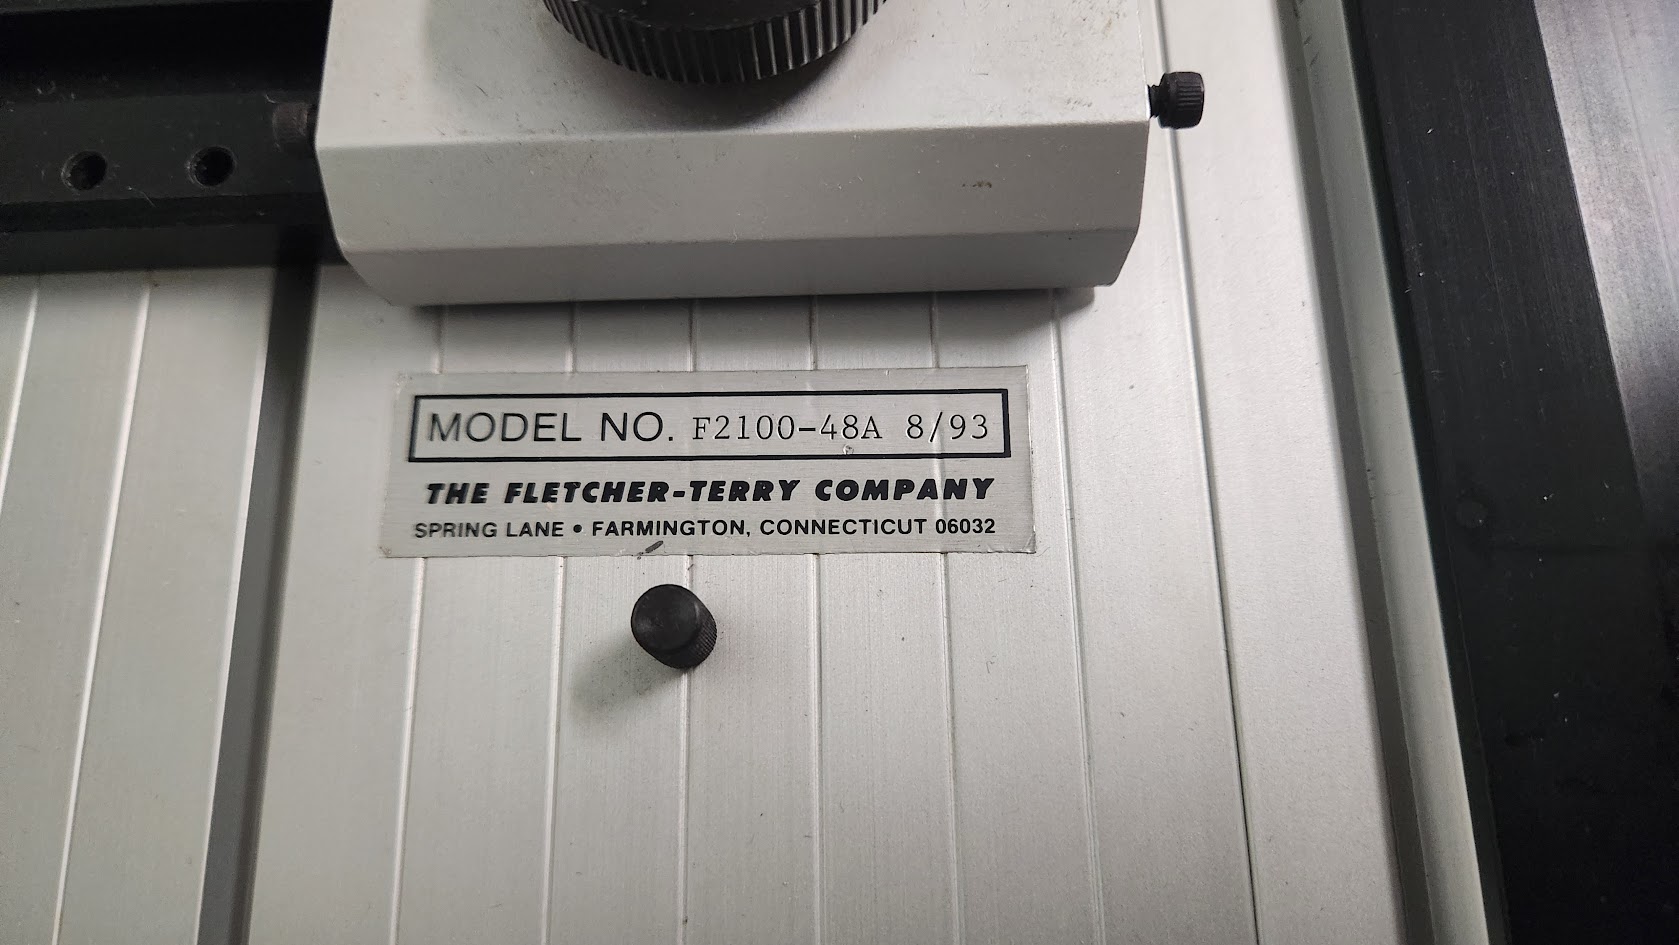 MODEL NO. F2100-48A 8/93
THE FLETCHER-TERRY COMPANY
SPRING LANE • FARMINGTON, CONNECTICUT 06032